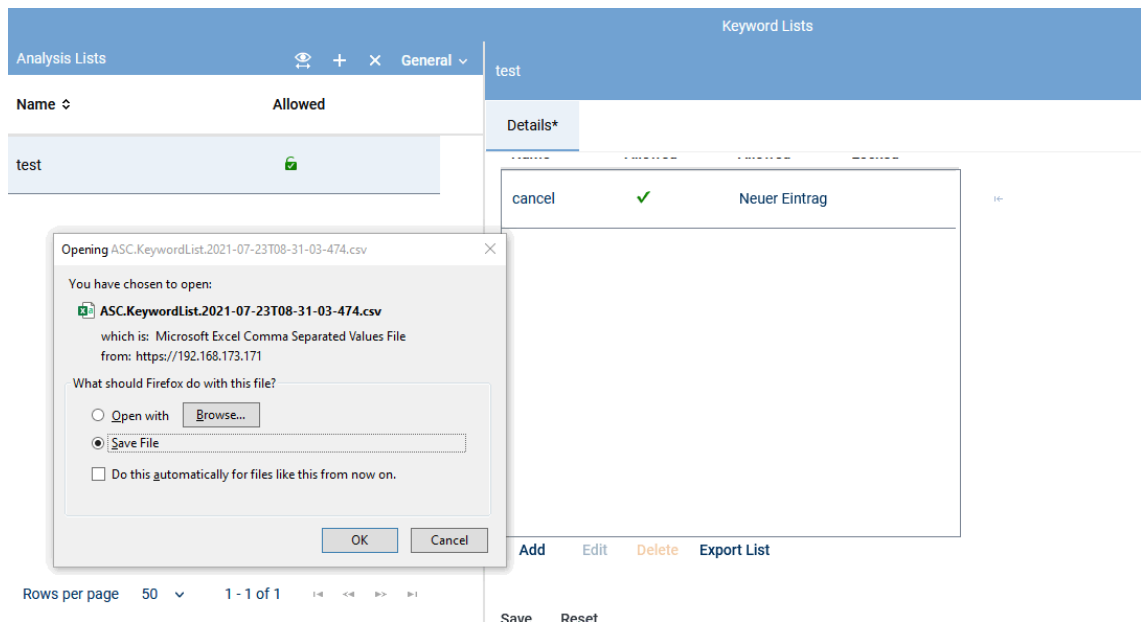 Keyword Lists
Analysis Lists
General
test
Name
Allowed
Details*
test
cancel
Neuer Eintrag
Opening ASC.KeywordList.2021-07-23T08-31-03-474.csv
You have chosen to open:
ASC.KeywordList.2021-07-23T08-31-03-474.csv
which is: Microsoft Excel Comma Separated Values File
from: https://192.168.173.171
What should Firefox do with this file?
Open with
Browse...
Save File
Do this automatically for files like this from now on.
OK
Cancel
Add
Edit
Delete
Export List
Rows per page
50
1 - 1 of 1
Save
Reset